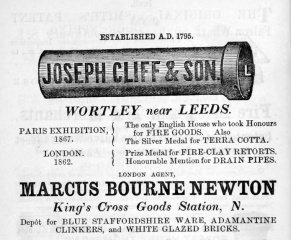 ESTABLISHED A.D. 1795.
JOSEPH CLIFF & SON.
WORTLEY near LEEDS.
PARIS EXHIBITION, 1867. { The only English House who took Honours for FIRE GOODS. Also The Silver Medal for TERRA COTTA.
LONDON. 1862. { Prize Medal for FIRE-CLAY RETORTS. Honourable Mention for DRAIN PIPES.
LONDON AGENT,
MARCUS BOURNE NEWTON
King's Cross Goods Station, N.
Depôt for BLUE STAFFORDSHIRE WARE, ADAMANTINE
CLINKERS, and WHITE GLAZED BRICKS.